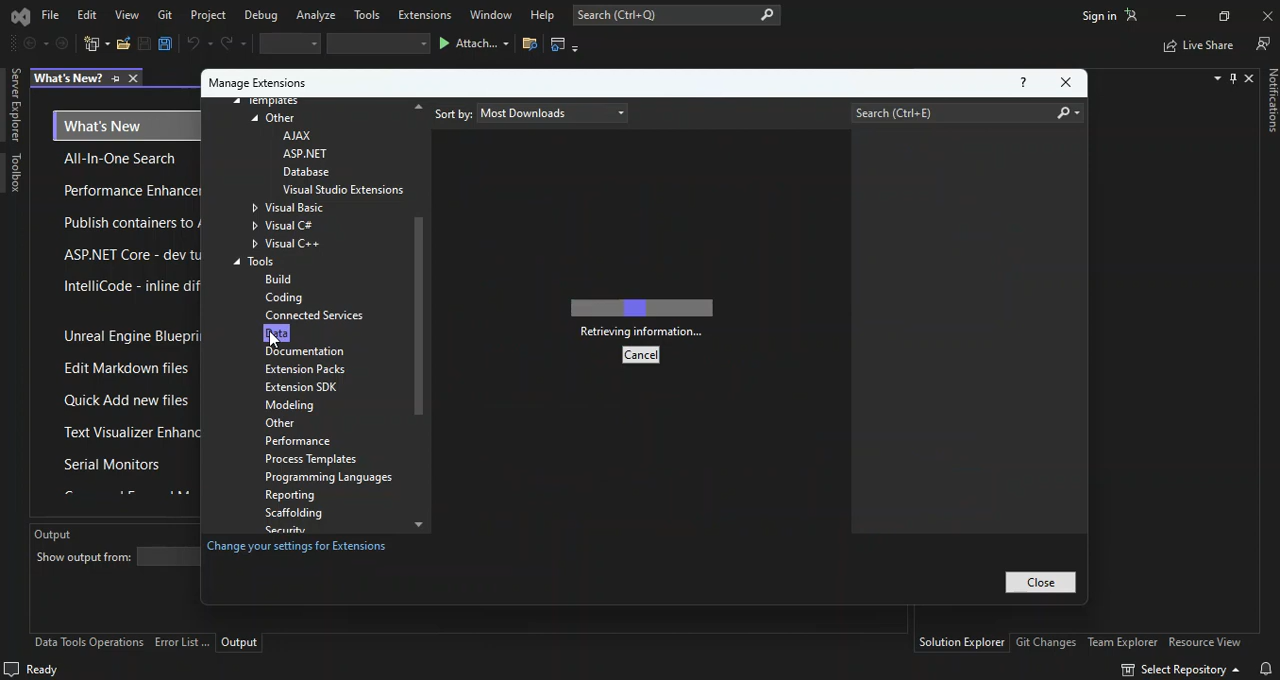 File Edit View Git Project Debug Analyze Tools Extensions Window Help Search (Ctrl+Q) Sign in
Attach... Live Share
Server Explorer
Toolbox
What's New?
What's New
All-In-One Search
Performance Enhancer
Publish containers to
ASP.NET Core - dev tu
IntelliCode - inline dif
Unreal Engine Bluepri
Edit Markdown files
Quick Add new files
Text Visualizer Enhanc
Serial Monitors
Manage Extensions ?
Templates
Other
AJAX
ASP.NET
Database
Visual Studio Extensions
Visual Basic
Visual C#
Visual C++
Tools
Build
Coding
Connected Services
Data
Documentation
Extension Packs
Extension SDK
Modeling
Other
Performance
Process Templates
Programming Languages
Reporting
Scaffolding
Security
Change your settings for Extensions
Sort by: Most Downloads
Search (Ctrl+E)
Retrieving information...
Cancel
Close
Notifications
Output
Show output from:
Data Tools Operations Error List ... Output
Solution Explorer Git Changes Team Explorer Resource View
Ready
Select Repository